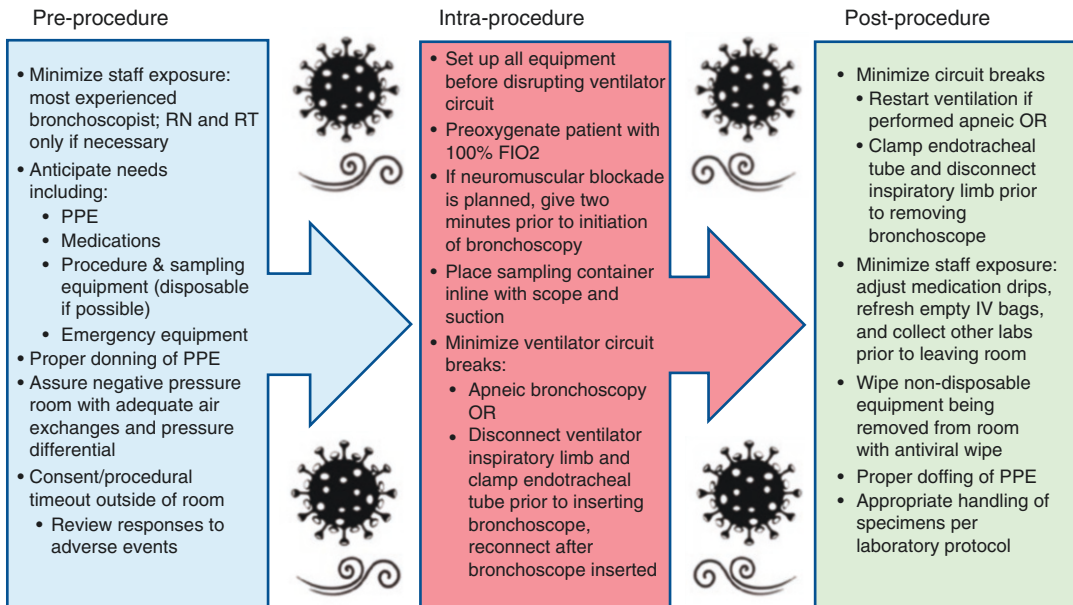 Pre-procedure
• Minimize staff exposure:
most experienced
bronchoscopist; RN and RT
only if necessary
• Anticipate needs
including:
• PPE
• Medications
• Procedure & sampling
equipment (disposable
if possible)
• Emergency equipment
• Proper donning of PPE
• Assure negative pressure
room with adequate air
exchanges and pressure
differential
• Consent/procedural
timeout outside of room
• Review responses to
adverse events
Intra-procedure
• Set up all equipment
before disrupting ventilator
circuit
• Preoxygenate patient with
100% FIO2
• If neuromuscular blockade
is planned, give two
minutes prior to initiation
of bronchoscopy
• Place sampling container
inline with scope and
suction
• Minimize ventilator circuit
breaks:
• Apneic bronchoscopy
OR
• Disconnect ventilator
inspiratory limb and
clamp endotracheal
tube prior to inserting
bronchoscope,
reconnect after
bronchoscope inserted
Post-procedure
• Minimize circuit breaks
• Restart ventilation if
performed apneic OR
• Clamp endotracheal
tube and disconnect
inspiratory limb prior
to removing
bronchoscope
• Minimize staff exposure:
adjust medication drips,
refresh empty IV bags,
and collect other labs
prior to leaving room
• Wipe non-disposable
equipment being
removed from room
with antiviral wipe
• Proper doffing of PPE
• Appropriate handling of
specimens per
laboratory protocol